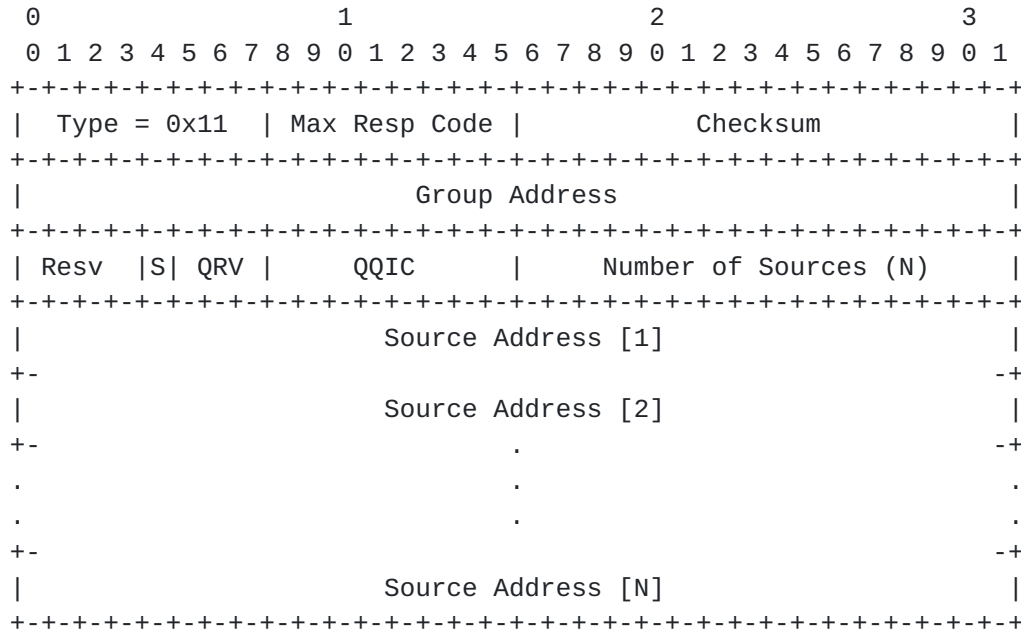 0                   1                   2                   3
 0 1 2 3 4 5 6 7 8 9 0 1 2 3 4 5 6 7 8 9 0 1 2 3 4 5 6 7 8 9 0 1
+-+-+-+-+-+-+-+-+-+-+-+-+-+-+-+-+-+-+-+-+-+-+-+-+-+-+-+-+-+-+-+-+
|  Type = 0x11  | Max Resp Code |           Checksum            |
+-+-+-+-+-+-+-+-+-+-+-+-+-+-+-+-+-+-+-+-+-+-+-+-+-+-+-+-+-+-+-+-+
|                         Group Address                         |
+-+-+-+-+-+-+-+-+-+-+-+-+-+-+-+-+-+-+-+-+-+-+-+-+-+-+-+-+-+-+-+-+
| Resv  |S| QRV |     QQIC      |     Number of Sources (N)     |
+-+-+-+-+-+-+-+-+-+-+-+-+-+-+-+-+-+-+-+-+-+-+-+-+-+-+-+-+-+-+-+-+
|                       Source Address [1]                      |
+-                                                             -+
|                       Source Address [2]                      |
+-                              .                              -+
.                               .                               .
.                               .                               .
+-                                                             -+
|                       Source Address [N]                      |
+-+-+-+-+-+-+-+-+-+-+-+-+-+-+-+-+-+-+-+-+-+-+-+-+-+-+-+-+-+-+-+-+